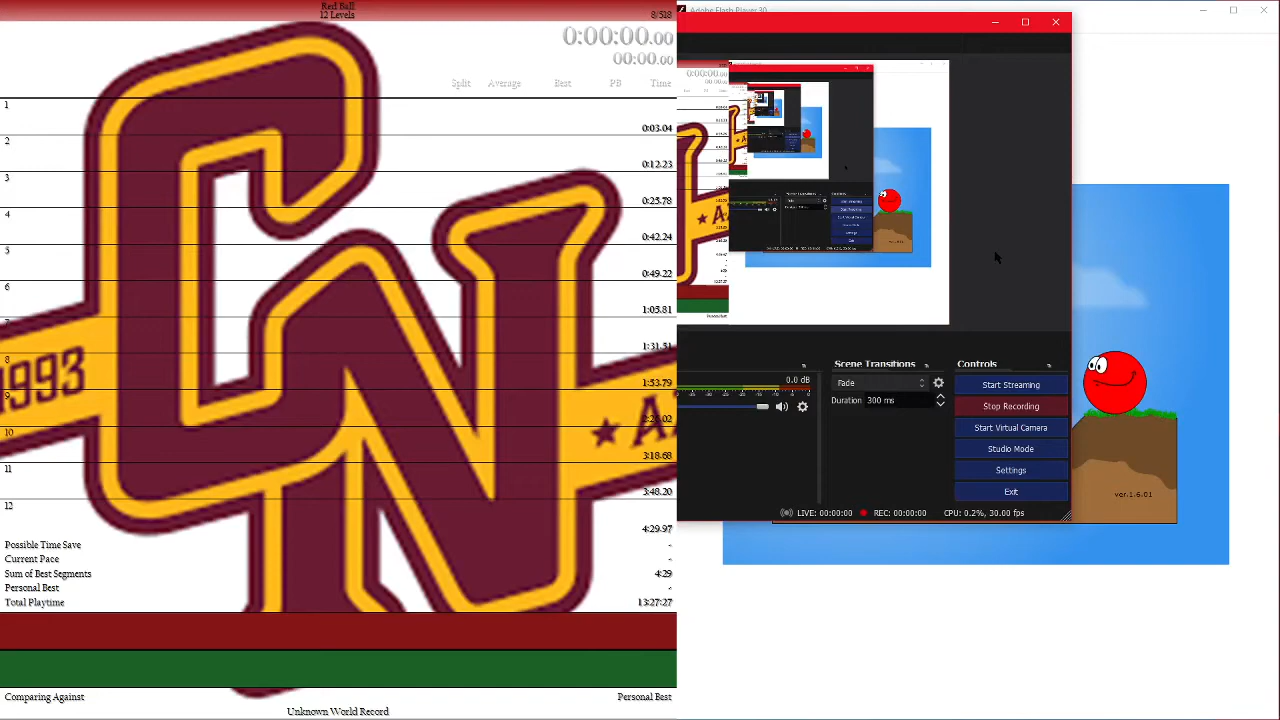 Red Ball
12 Levels
8/518
0:00:00.00
00:00.00
Split Average Best PB Time
1
0:03.04
2
0:12.23
3
0:23.78
4
0:42.24
5
0:49.22
6
1:05.81
7
1:31.51
8
1:53.79
9
2:25.02
10
3:18.68
11
3:48.20
12
4:29.97
Possible Time Save -
Current Pace -
Sum of Best Segments 4:29
Personal Best -
Total Playtime 13:27:27
Comparing Against Personal Best
Unknown World Record
1993
Adobe Flash Player 30
0.0 dB
Scene Transitions
Fade
Duration 300 ms
Controls
Start Streaming
Stop Recording
Start Virtual Camera
Studio Mode
Settings
Exit
LIVE: 00:00:00 REC: 00:00:00 CPU: 0.2%, 30.00 fps
ver.1.6.01